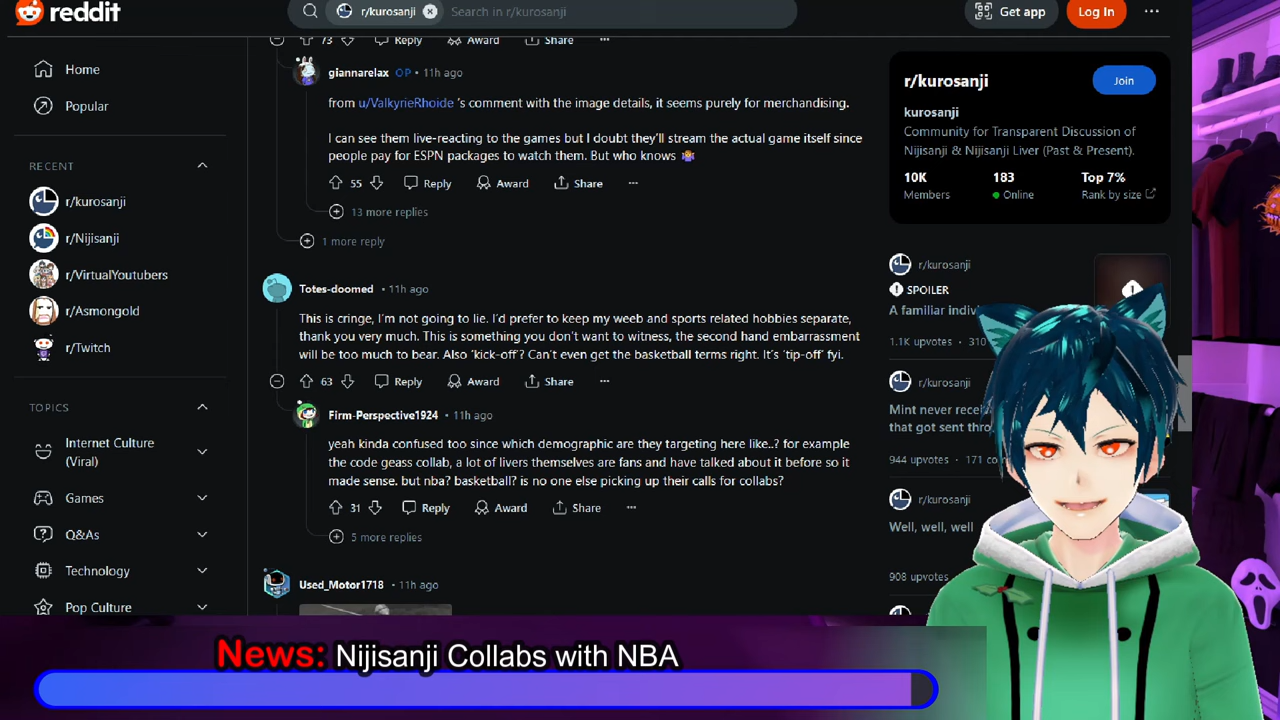 reddit
r/kurosanji
Search in r/kurosanji
Get app
Log In
Home
Popular
RECENT
r/kurosanji
r/Nijisanji
r/VirtualYoutubers
r/Asmongold
r/Twitch
TOPICS
Internet Culture
(Viral)
Games
Q&As
Technology
Pop Culture
73
Reply
Award
Share
giannarelax OP • 11h ago
from u/ValkyrieRhoide 's comment with the image details, it seems purely for merchandising.
I can see them live-reacting to the games but I doubt they'll stream the actual game itself since
people pay for ESPN packages to watch them. But who knows 🤷
55
Reply
Award
Share
13 more replies
1 more reply
Totes-doomed • 11h ago
This is cringe, I'm not going to lie. I'd prefer to keep my weeb and sports related hobbies separate,
thank you very much. This is something you don't want to witness, the second hand embarrassment
will be too much to bear. Also 'kick-off'? Can't even get the basketball terms right. It's 'tip-off' fyi.
63
Reply
Award
Share
Firm-Perspective1924 • 11h ago
yeah kinda confused too since which demographic are they targeting here like..? for example
the code geass collab, a lot of livers themselves are fans and have talked about it before so it
made sense. but nba? basketball? is no one else picking up their calls for collabs?
31
Reply
Award
Share
5 more replies
Used_Motor1718 • 11h ago
r/kurosanji
Join
kurosanji
Community for Transparent Discussion of
Nijisanji & Nijisanji Liver (Past & Present).
10K
183
Top 7%
Members
Online
Rank by size
r/kurosanji
SPOILER
A familiar
1.1K upvotes • 310
r/kurosanji
Mint never
that got sent
944 upvotes • 171
r/kurosanji
Well, well, well
908 upvotes
News: Nijisanji Collabs with NBA